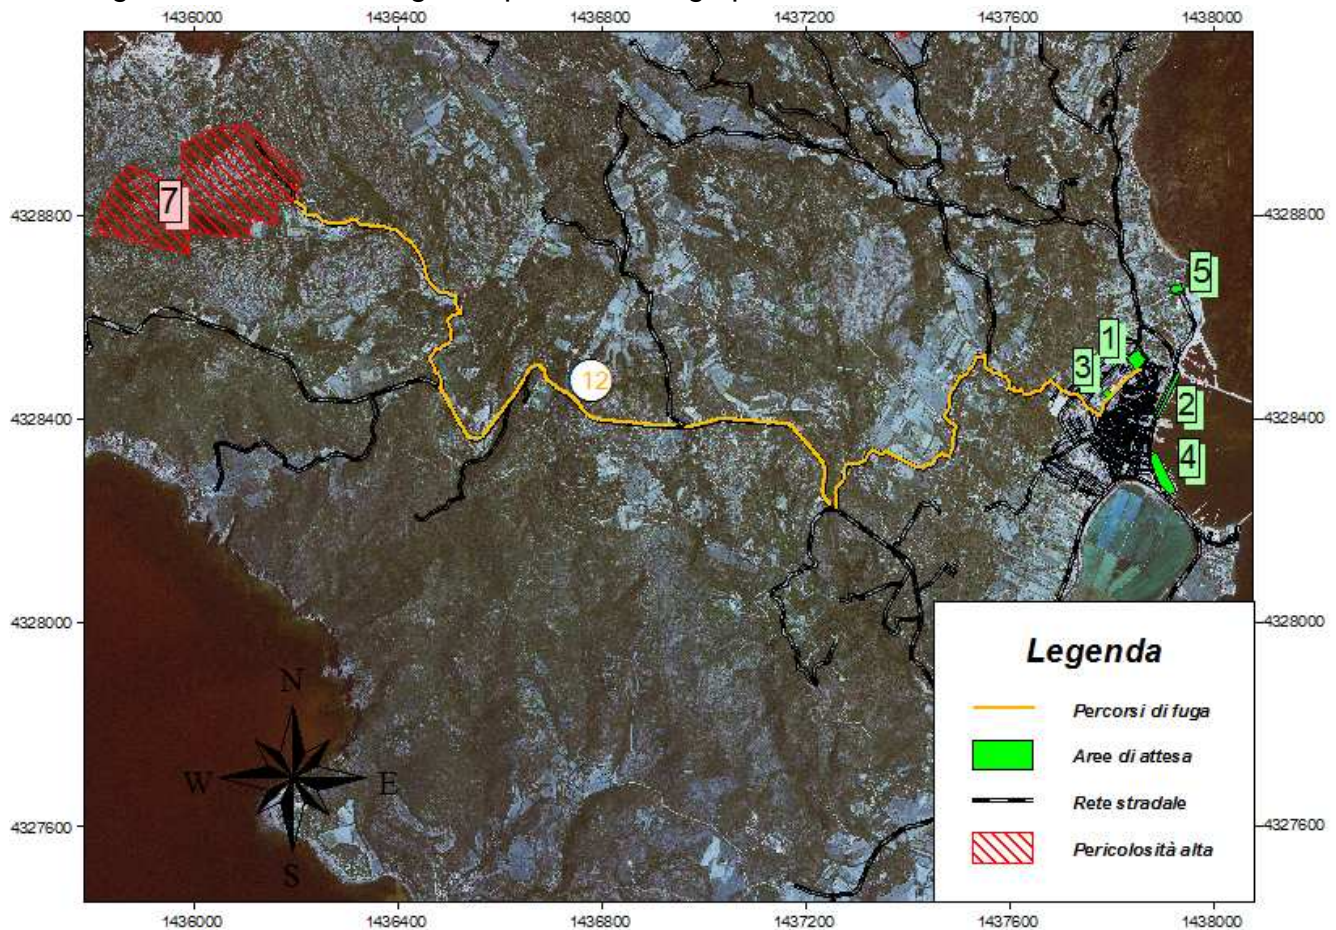 1436000 1436400 1436800 1437200 1437600 1438000
7
4328800 4328800
5
1
3
12
4328400 4328400
2
4
4328000 4328000
Legenda
N
Percorsi di fuga
W E
Aree di attesa
Rete stradale
4327600 4327600
Pericolosità alta
S
1436000 1436400 1436800 1437200 1437600 1438000